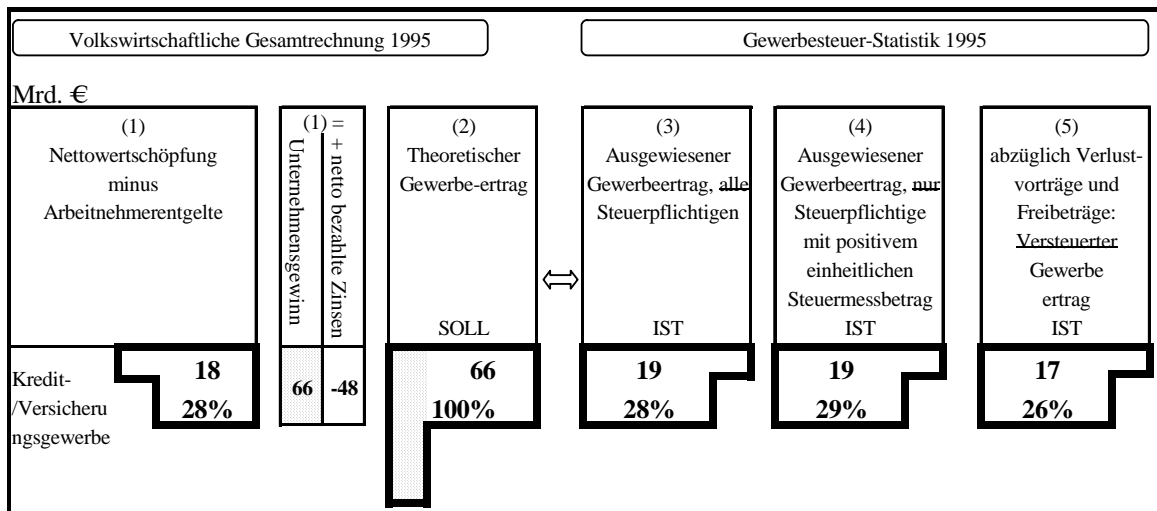 Volkswirtschaftliche Gesamtrechnung 1995
Gewerbesteuer-Statistik 1995
Mrd. €
(1)
Nettowertschöpfung
minus
Arbeitnehmerentgelte
(1) =
Unternehmensgewinn
+ netto bezahlte Zinsen
(2)
Theoretischer
Gewerbe-ertrag
SOLL
(3)
Ausgewiesener
Gewerbeertrag, alle
Steuerpflichtigen
IST
(4)
Ausgewiesener
Gewerbeertrag, nur
Steuerpflichtige
mit positivem
einheitlichen
Steuermessbetrag
IST
(5)
abzüglich Verlust-
vorträge und
Freibeträge:
Versteuerter
Gewerbe
ertrag
IST
Kredit-
/Versicheru
ngsgewerbe
18
28%
66
-48
66
100%
19
28%
19
29%
17
26%